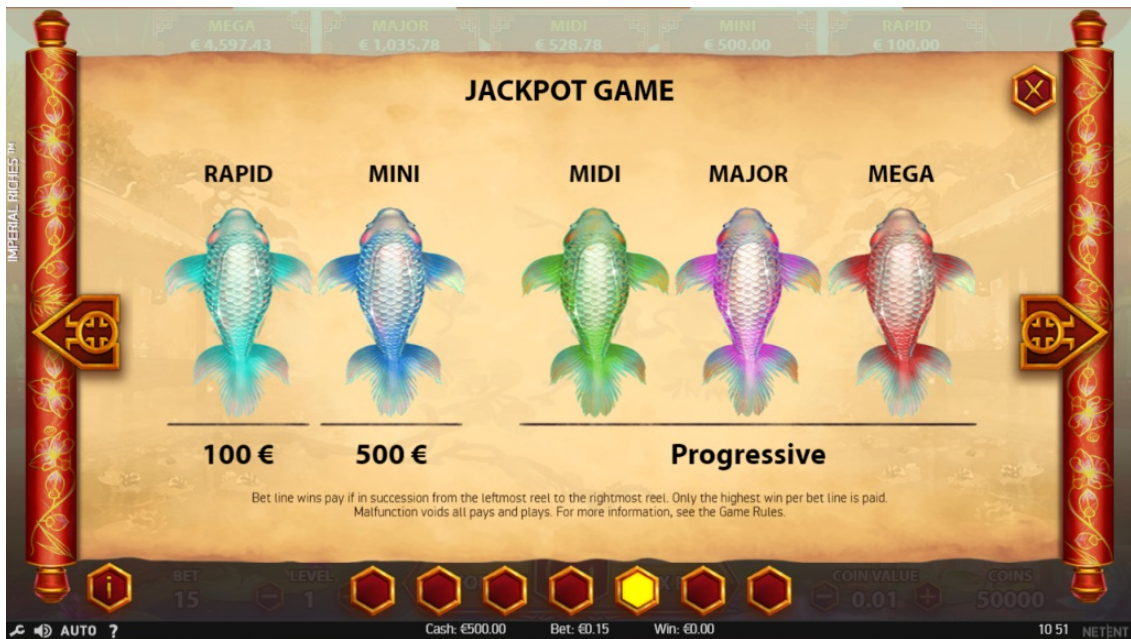 MEGA
€ 4,597.43
MAJOR
€ 1,035.78
MIDI
€ 528.78
MINI
€ 500.00
RAPID
€ 100.00
IMPERIAL RICHES™
JACKPOT GAME
X
RAPID
MINI
MIDI
MAJOR
MEGA
100 €
500 €
Progressive
Bet line wins pay if in succession from the leftmost reel to the rightmost reel. Only the highest win per bet line is paid.
Malfunction voids all pays and plays. For more information, see the Game Rules.
i
BET
15
LEVEL
1
COIN VALUE
0.01
COINS
50000
AUTO ?
Cash: €500.00
Bet: €0.15
Win: €0.00
10 51
NETENT